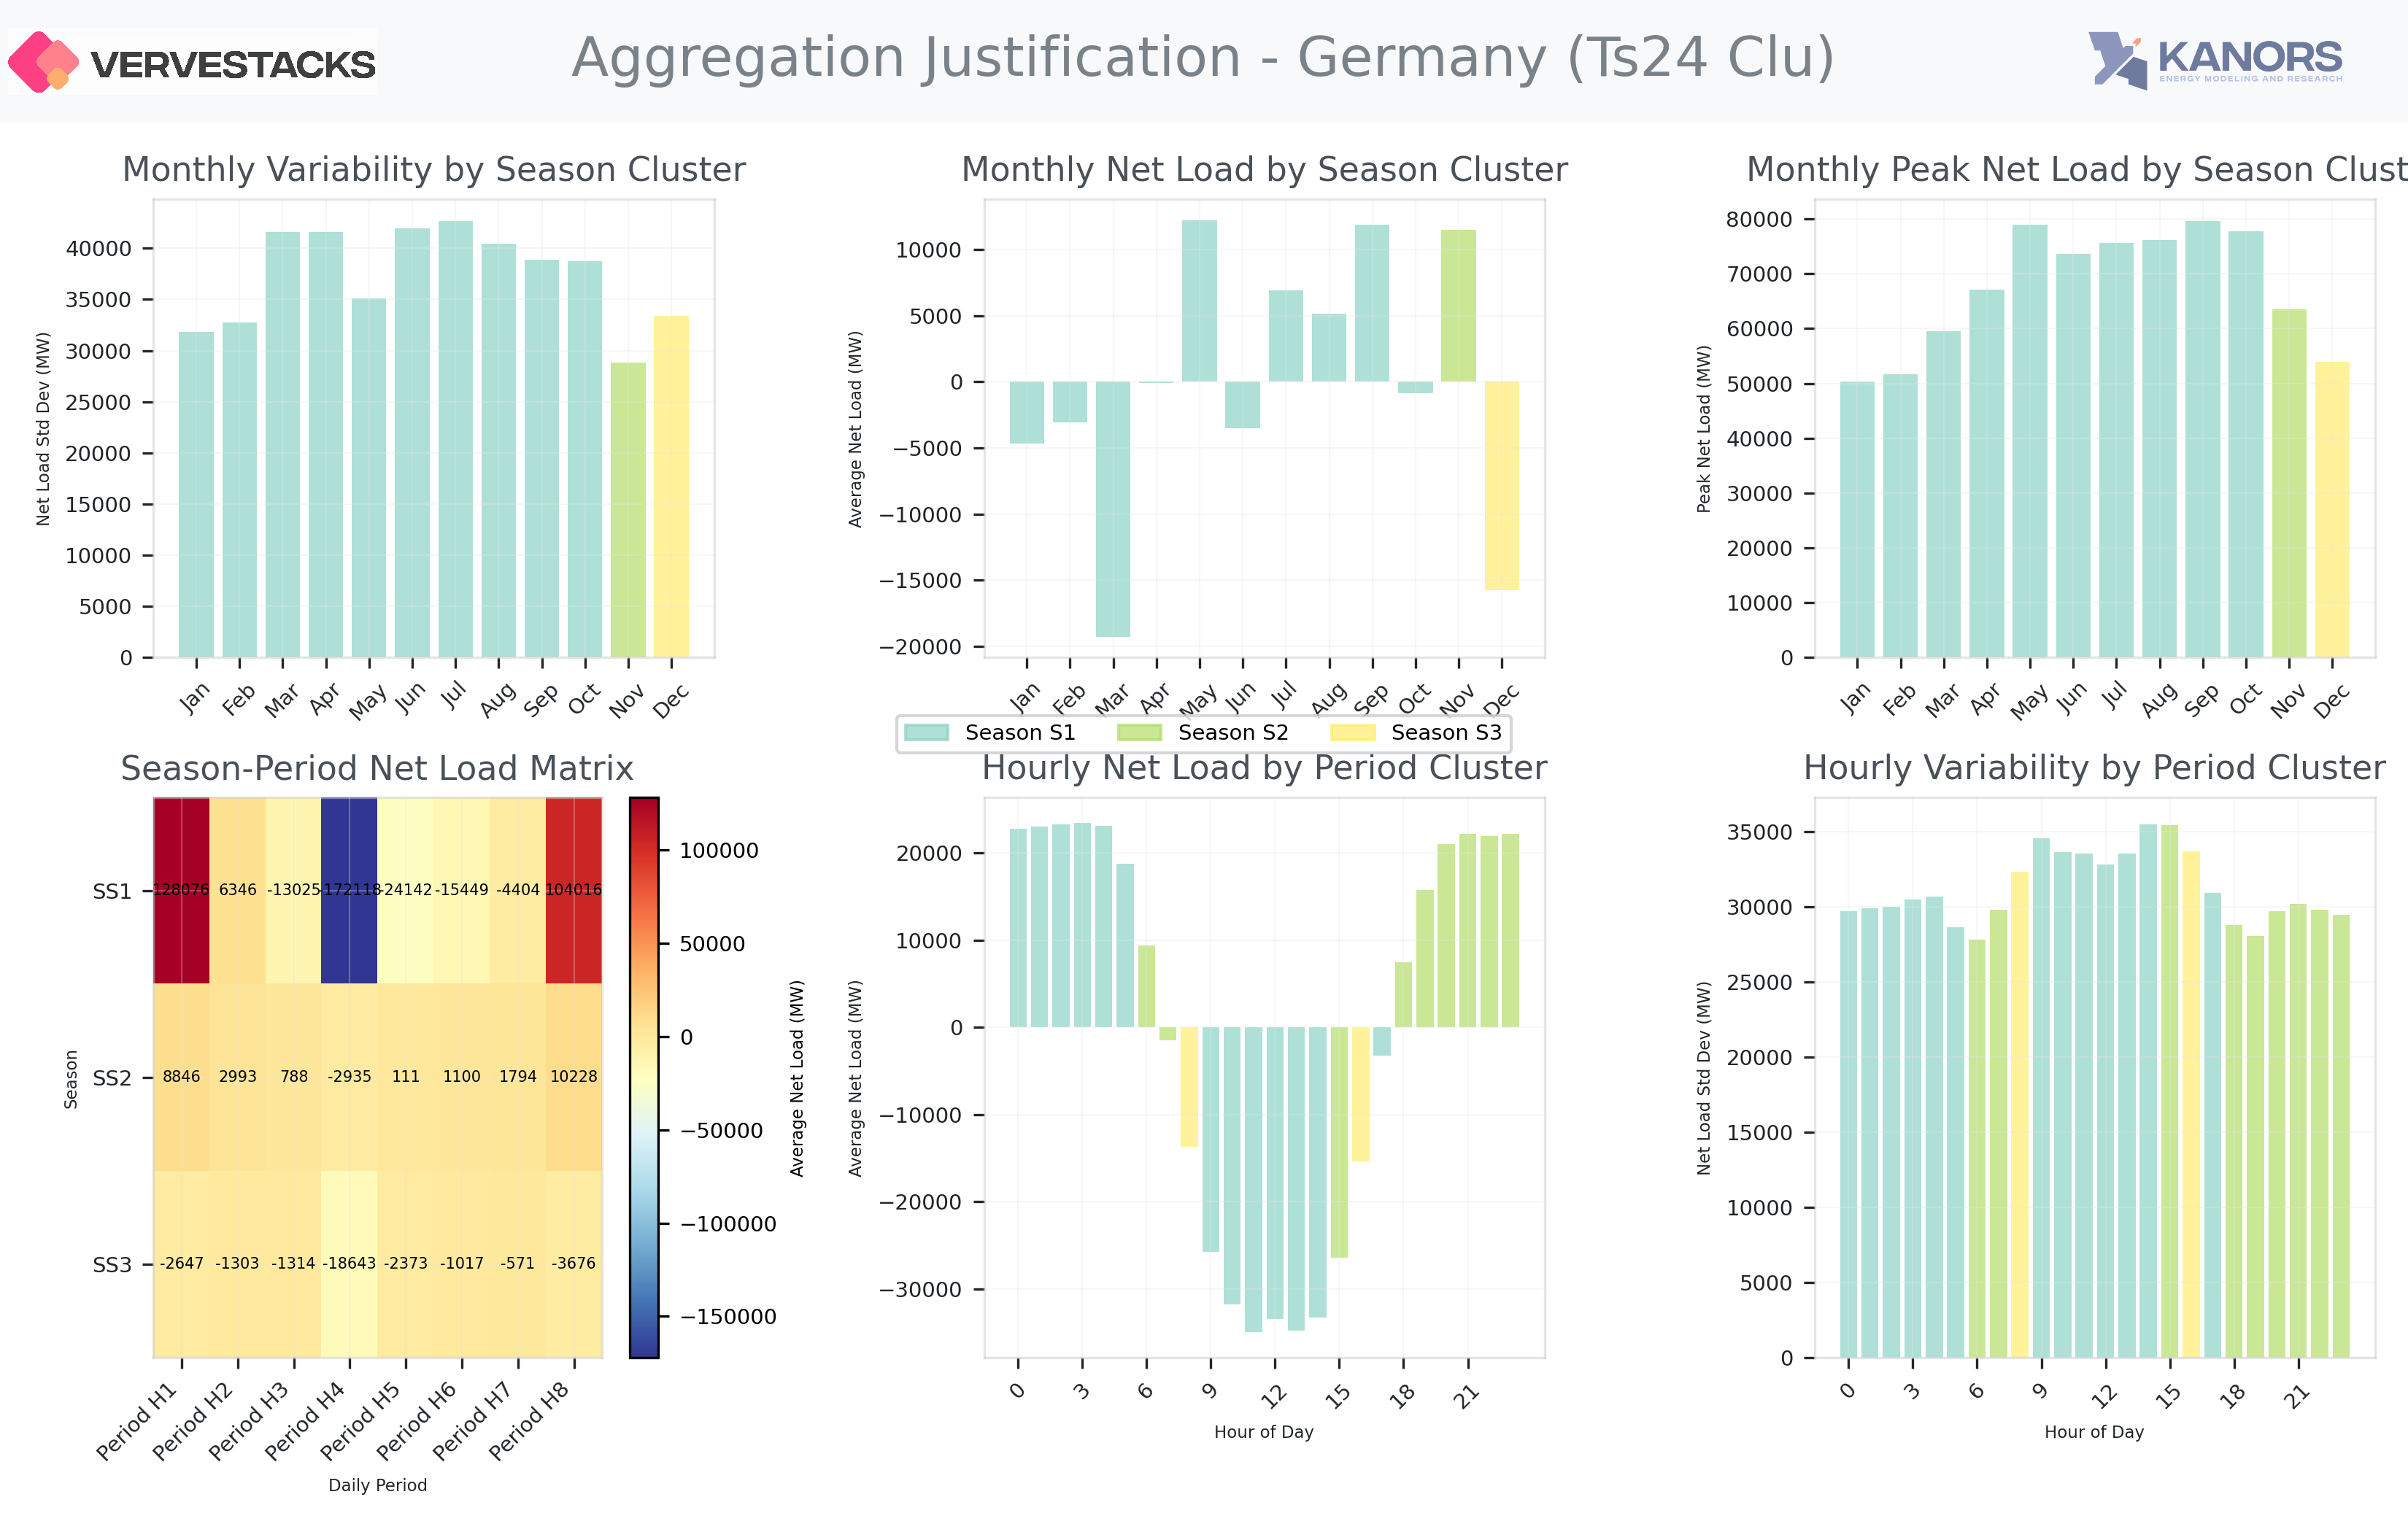 VERVESTACKS
Aggregation Justification - Germany (Ts24 Clu)
KANORS
ENERGY MODELING AND RESEARCH
Monthly Variability by Season Cluster
Net Load Std Dev (MW)
40000
35000
30000
25000
20000
15000
10000
5000
0
Jan Feb Mar Apr May Jun Jul Aug Sep Oct Nov Dec
Monthly Net Load by Season Cluster
Average Net Load (MW)
10000
5000
0
−5000
−10000
−15000
−20000
Jan Feb Mar Apr May Jun Jul Aug Sep Oct Nov Dec
Monthly Peak Net Load by Season Clust
Peak Net Load (MW)
80000
70000
60000
50000
40000
30000
20000
10000
0
Jan Feb Mar Apr May Jun Jul Aug Sep Oct Nov Dec
Season S1 Season S2 Season S3
Season-Period Net Load Matrix
Season
SS1 128076 6346 -13025 -172118 -24142 -15449 -4404 104016
SS2 8846 2993 788 -2935 111 1100 1794 10228
SS3 -2647 -1303 -1314 -18643 -2373 -1017 -571 -3676
Period H1 Period H2 Period H3 Period H4 Period H5 Period H6 Period H7 Period H8
Daily Period
100000
50000
0
−50000
−100000
−150000
Average Net Load (MW)
Hourly Net Load by Period Cluster
Average Net Load (MW)
20000
10000
0
−10000
−20000
−30000
0 3 6 9 12 15 18 21
Hour of Day
Hourly Variability by Period Cluster
Net Load Std Dev (MW)
35000
30000
25000
20000
15000
10000
5000
0
0 3 6 9 12 15 18 21
Hour of Day